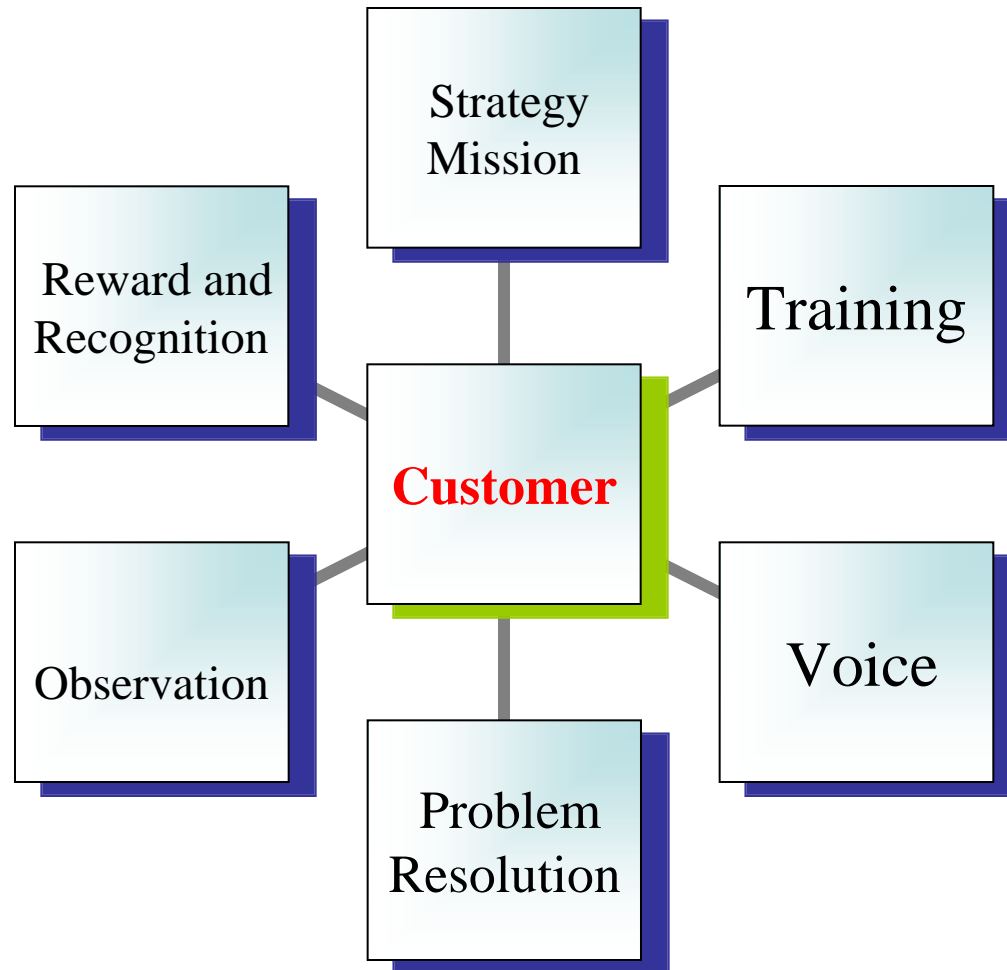 Strategy
Mission
Reward and
Recognition
Training
Customer
Observation
Voice
Problem
Resolution